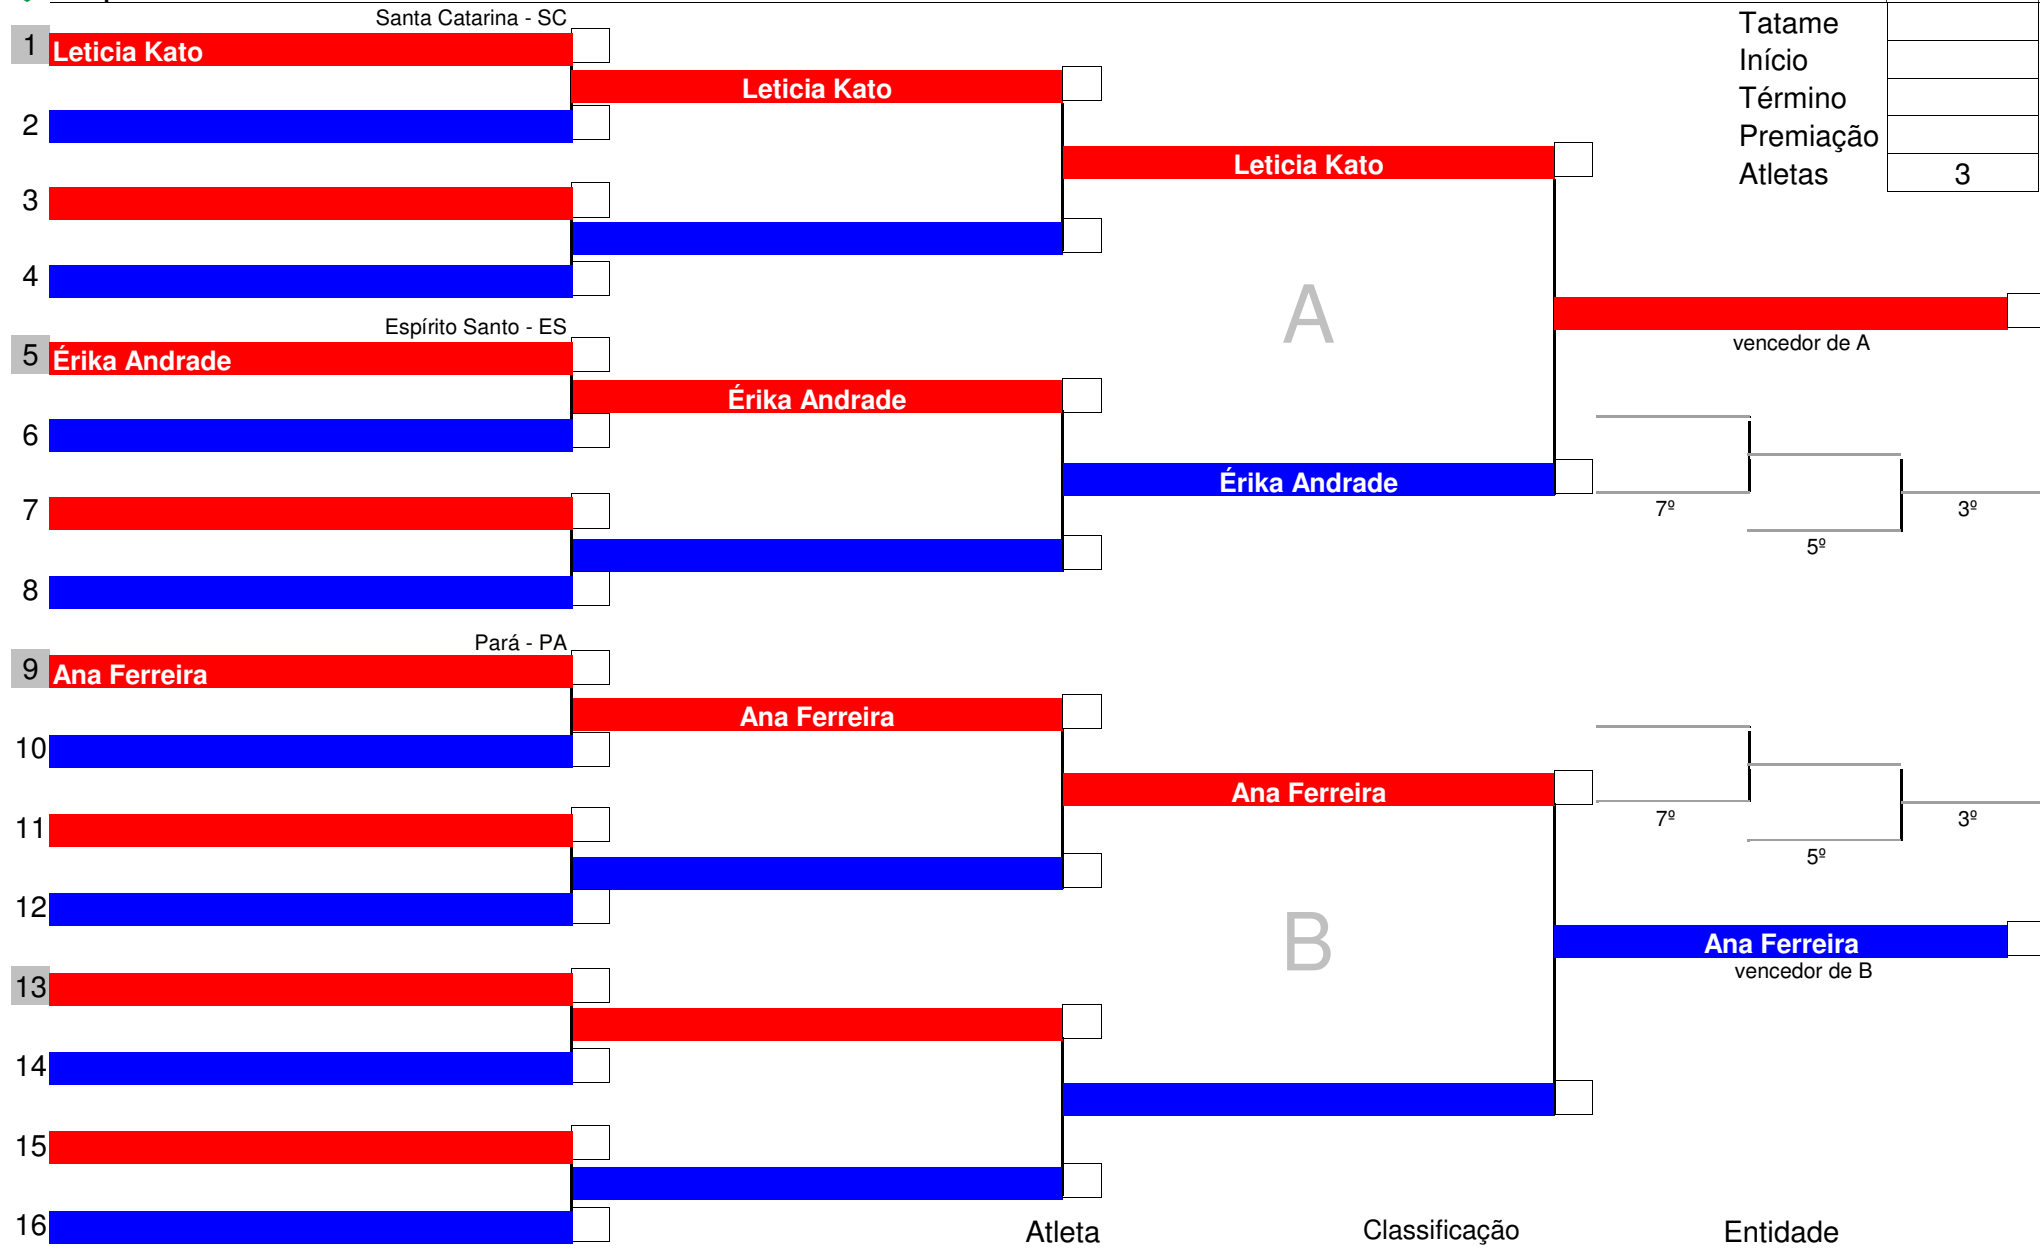 Santa Catarina - SC
Tatame
1 Leticia Kato
Início
Leticia Kato
Término
2
Premiação
Leticia Kato
Atletas 3
3
4
A
Espírito Santo - ES
vencedor de A
5 Érika Andrade
Érika Andrade
6
Érika Andrade
7
7º 3º
5º
8
Pará - PA
9 Ana Ferreira
Ana Ferreira
10
Ana Ferreira
11
7º 3º
5º
12
B
Ana Ferreira
vencedor de B
13
14
15
16
Atleta Classificação Entidade